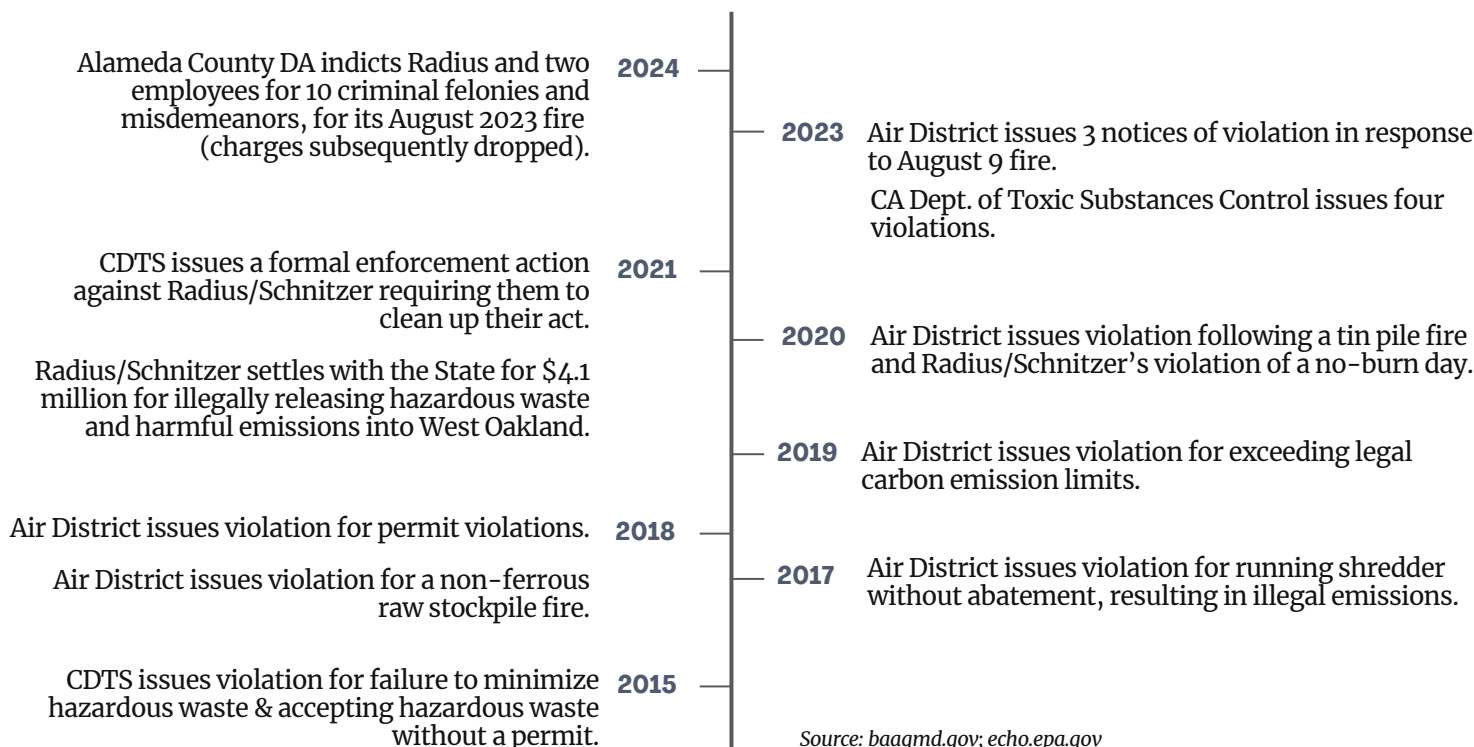 2024
Alameda County DA indicts Radius and two
employees for 10 criminal felonies and
misdemeanors, for its August 2023 fire
(charges subsequently dropped).
2023
Air District issues 3 notices of violation in response
to August 9 fire.
CA Dept. of Toxic Substances Control issues four
violations.
2021
CDTS issues a formal enforcement action
against Radius/Schnitzer requiring them to
clean up their act.
Radius/Schnitzer settles with the State for $4.1
million for illegally releasing hazardous waste
and harmful emissions into West Oakland.
2020
Air District issues violation following a tin pile fire
and Radius/Schnitzer’s violation of a no-burn day.
2019
Air District issues violation for exceeding legal
carbon emission limits.
2018
Air District issues violation for permit violations.
Air District issues violation for a non-ferrous
raw stockpile fire.
2017
Air District issues violation for running shredder
without abatement, resulting in illegal emissions.
2015
CDTS issues violation for failure to minimize
hazardous waste & accepting hazardous waste
without a permit.
Source: baaqmd.gov; echo.epa.gov